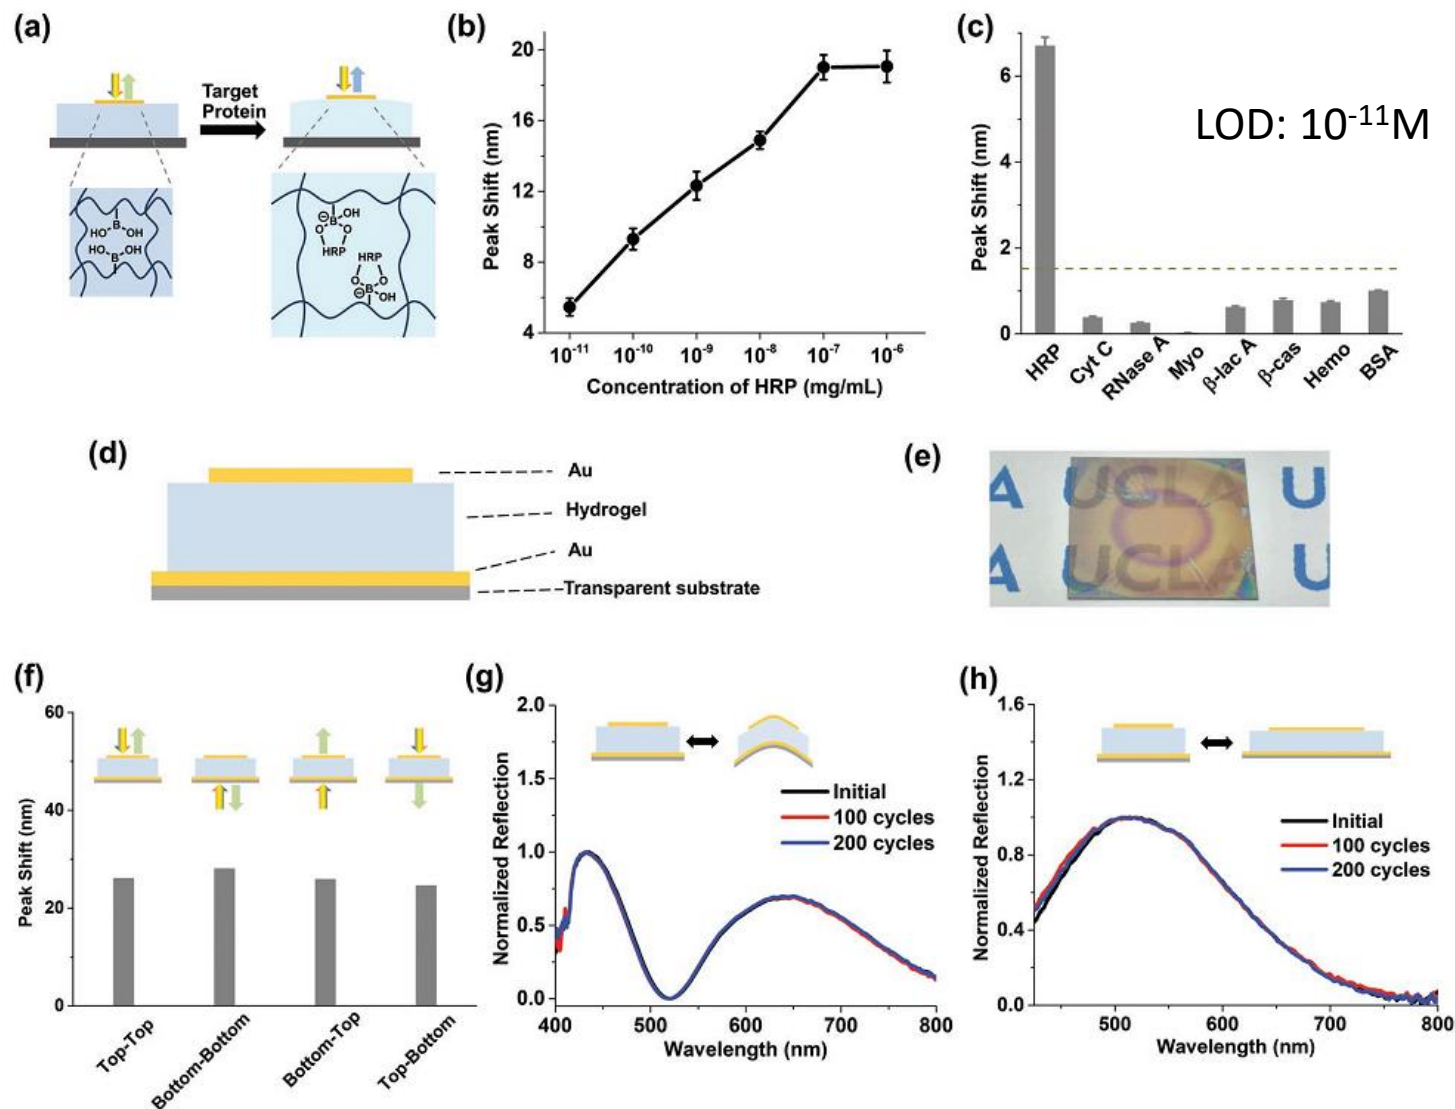 (a)
Target
Protein
B
HO OH
HO OH
B
⊖ OH
B
O O
HRP
HRP
O O
B
⊖ OH
(b)
Peak Shift (nm)
20
16
12
8
4
10⁻¹¹ 10⁻¹⁰ 10⁻⁹ 10⁻⁸ 10⁻⁷ 10⁻⁶
Concentration of HRP (mg/mL)
(c)
LOD: 10⁻¹¹M
Peak Shift (nm)
6
4
2
0
HRP Cyt C RNase A Myo β-lac A β-cas Hemo BSA
(d)
Au
Hydrogel
Au
Transparent substrate
(e)
A UCLA U
A UCLA U
(f)
Peak Shift (nm)
60
40
20
0
Top-Top Bottom-Bottom Bottom-Top Top-Bottom
(g)
Normalized Reflection
2.0
1.5
1.0
0.5
0.0
Initial
100 cycles
200 cycles
400 500 600 700 800
Wavelength (nm)
(h)
Normalized Reflection
1.6
1.2
0.8
0.4
0.0
Initial
100 cycles
200 cycles
500 600 700 800
Wavelength (nm)